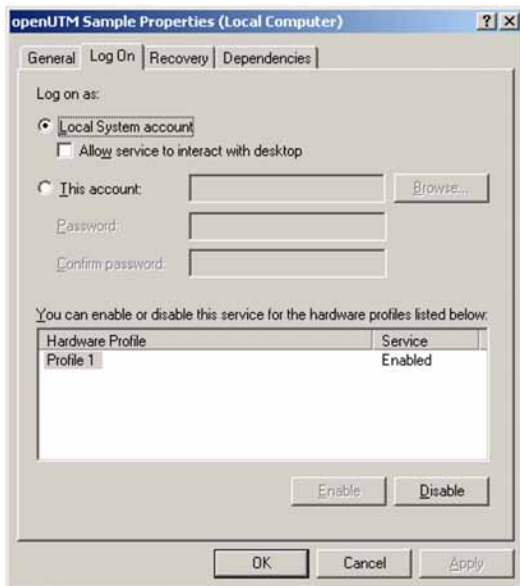 openUTM Sample Properties (Local Computer)
General Log On Recovery Dependencies
Log on as:
Local System account
Allow service to interact with desktop
This account: Browse...
Password:
Confirm password:
You can enable or disable this service for the hardware profiles listed below:
Hardware Profile Service
Profile 1 Enabled
Enable Disable
OK Cancel Apply